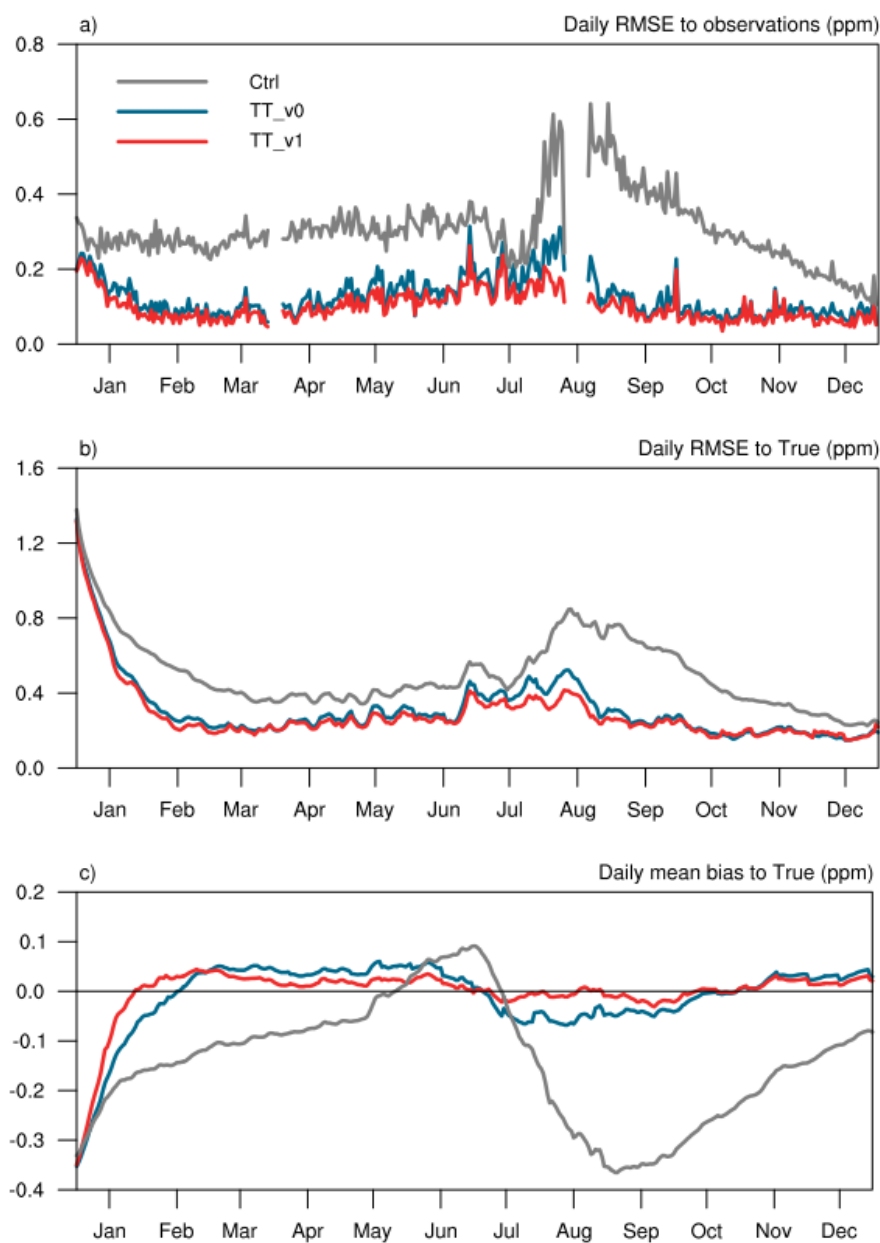 a) Daily RMSE to observations (ppm)
0.8
Ctrl
TT_v0
0.6
TT_v1
0.4
0.2
0.0
Jan Feb Mar Apr May Jun Jul Aug Sep Oct Nov Dec
b) Daily RMSE to True (ppm)
1.6
1.2
0.8
0.4
0.0
Jan Feb Mar Apr May Jun Jul Aug Sep Oct Nov Dec
c) Daily mean bias to True (ppm)
0.2
0.1
0.0
-0.1
-0.2
-0.3
-0.4
Jan Feb Mar Apr May Jun Jul Aug Sep Oct Nov Dec